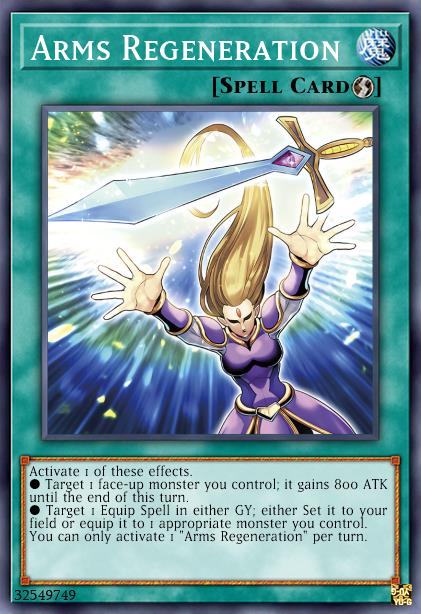 Arms Regeneration
魔
[Spell Card]
Activate 1 of these effects.
● Target 1 face-up monster you control; it gains 800 ATK
until the end of this turn.
● Target 1 Equip Spell in either GY; either Set it to your
field or equip it to 1 appropriate monster you control.
You can only activate 1 "Arms Regeneration" per turn.
32549749